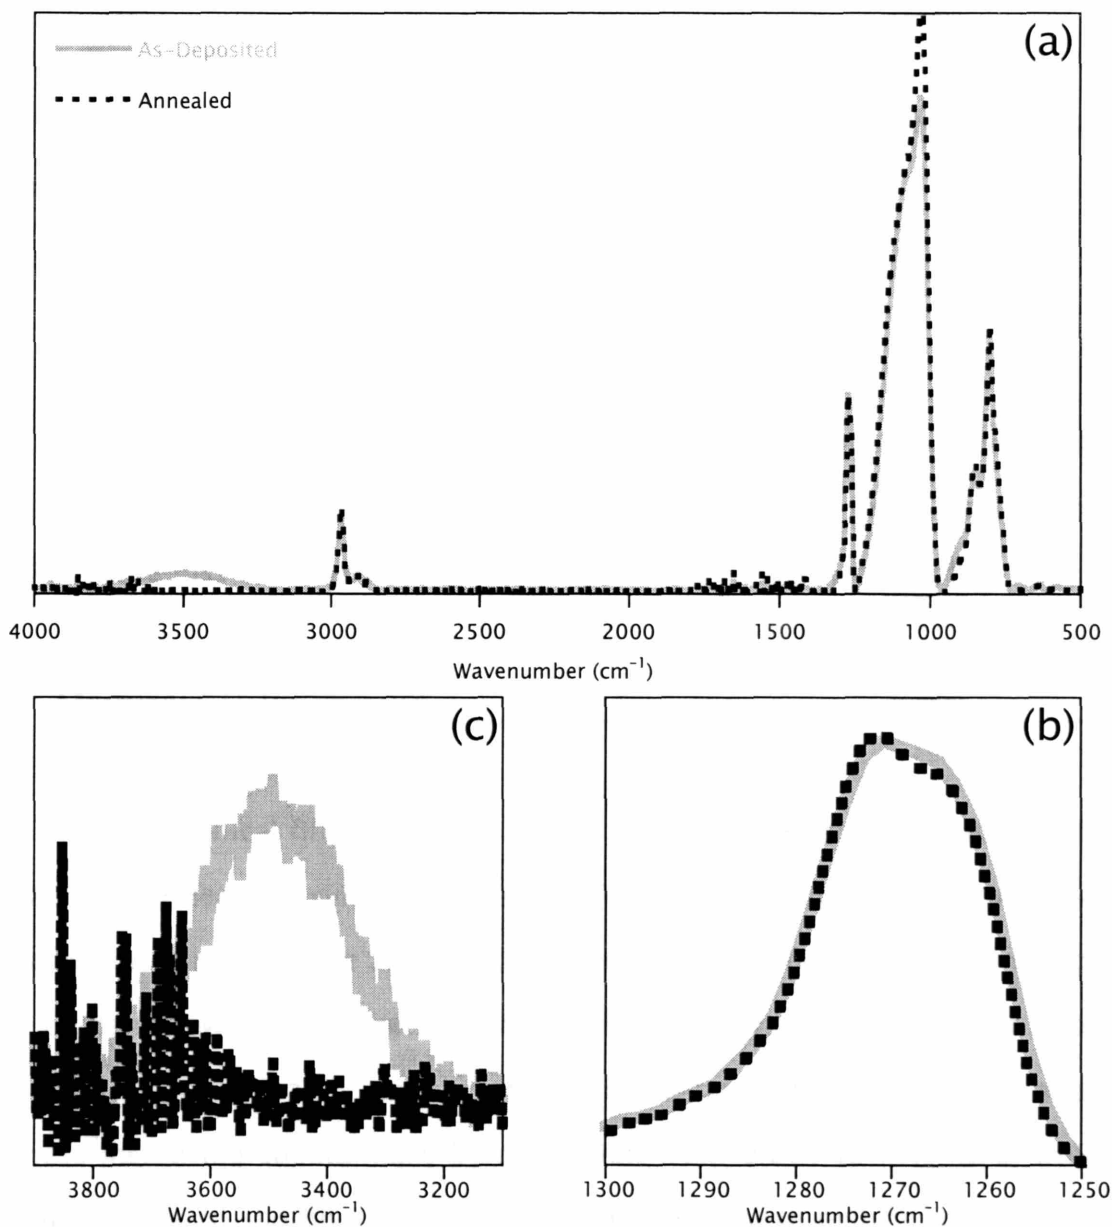 (a)
As-Deposited
Annealed
4000 3500 3000 2500 2000 1500 1000 500
Wavenumber (cm⁻¹)
(c)
(b)
3800 3600 3400 3200
1300 1290 1280 1270 1260 1250
Wavenumber (cm⁻¹)
Wavenumber (cm⁻¹)